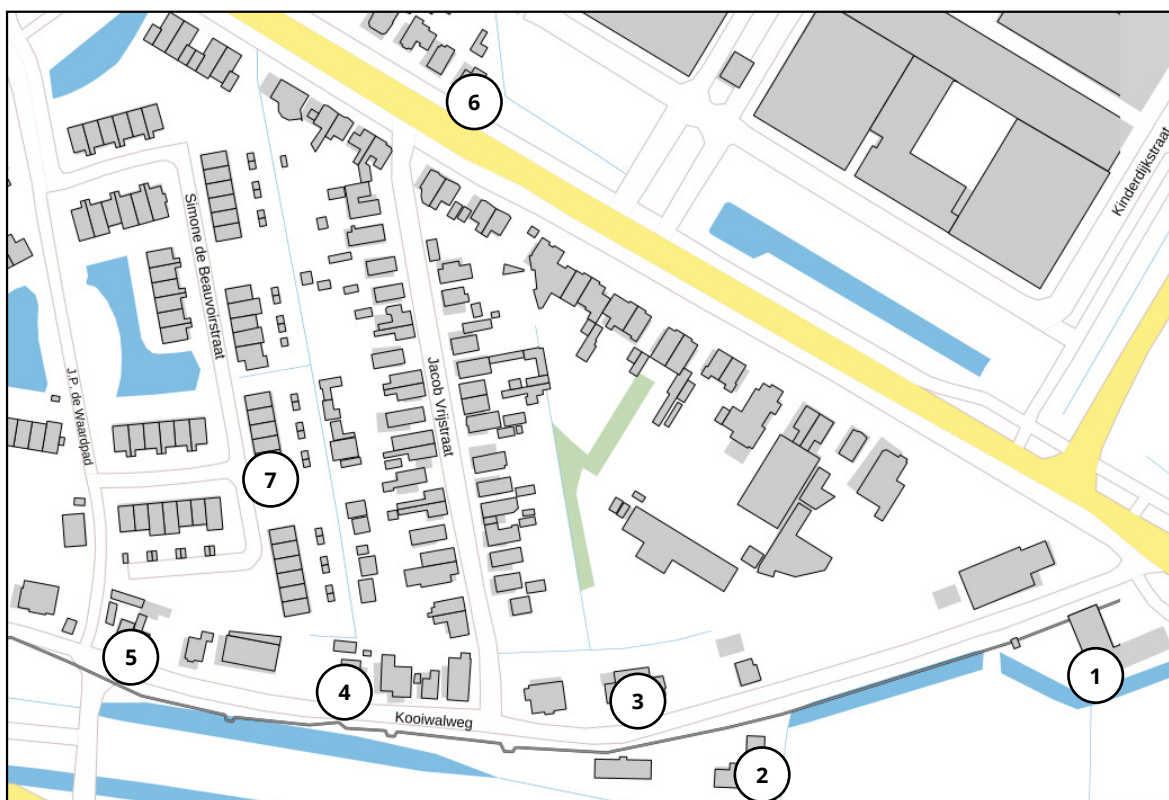 6
Kinderdijkstraat
Simone de Beauvoirstraat
J.P. de Waardpad
Jacob Vrijstraat
7
5
4
3
1
Kooiwalweg
2